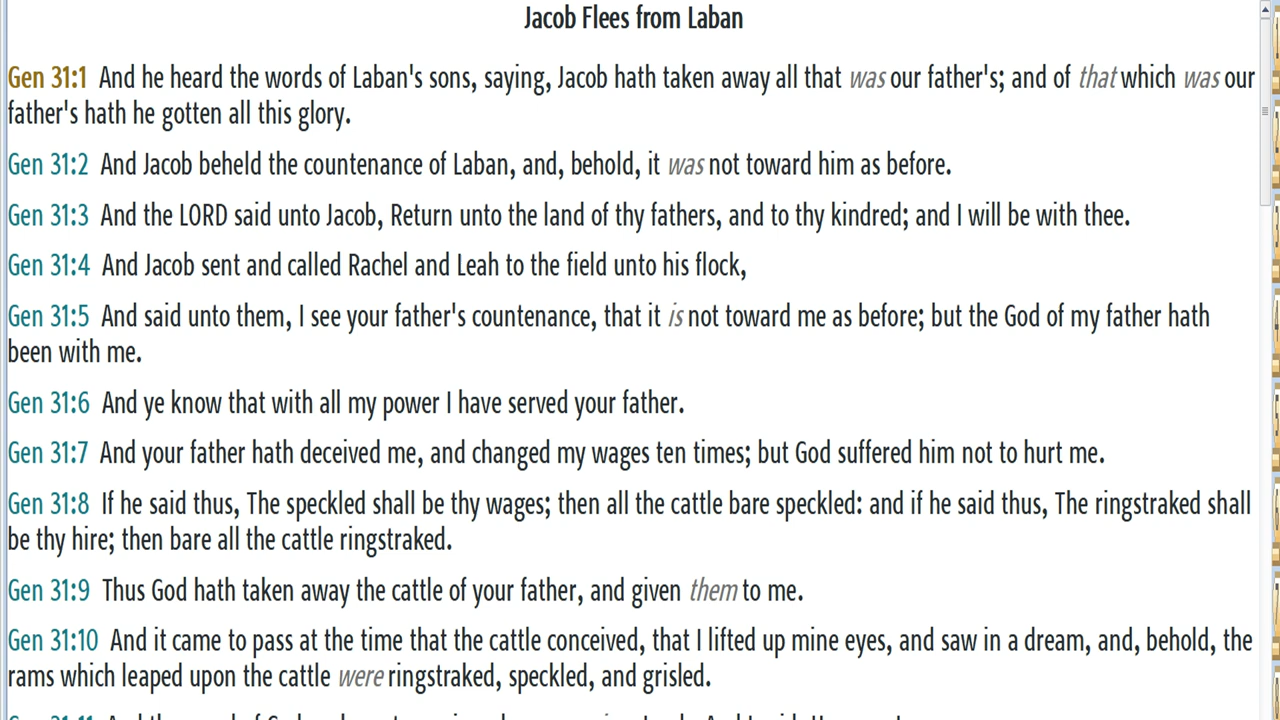 Jacob Flees from Laban
Gen 31:1 And he heard the words of Laban's sons, saying, Jacob hath taken away all that was our father's; and of that which was our
father's hath he gotten all this glory.
Gen 31:2 And Jacob beheld the countenance of Laban, and, behold, it was not toward him as before.
Gen 31:3 And the LORD said unto Jacob, Return unto the land of thy fathers, and to thy kindred; and I will be with thee.
Gen 31:4 And Jacob sent and called Rachel and Leah to the field unto his flock,
Gen 31:5 And said unto them, I see your father's countenance, that it is not toward me as before; but the God of my father hath
been with me.
Gen 31:6 And ye know that with all my power I have served your father.
Gen 31:7 And your father hath deceived me, and changed my wages ten times; but God suffered him not to hurt me.
Gen 31:8 If he said thus, The speckled shall be thy wages; then all the cattle bare speckled: and if he said thus, The ringstraked shall
be thy hire; then bare all the cattle ringstraked.
Gen 31:9 Thus God hath taken away the cattle of your father, and given them to me.
Gen 31:10 And it came to pass at the time that the cattle conceived, that I lifted up mine eyes, and saw in a dream, and, behold, the
rams which leaped upon the cattle were ringstraked, speckled, and grisled.